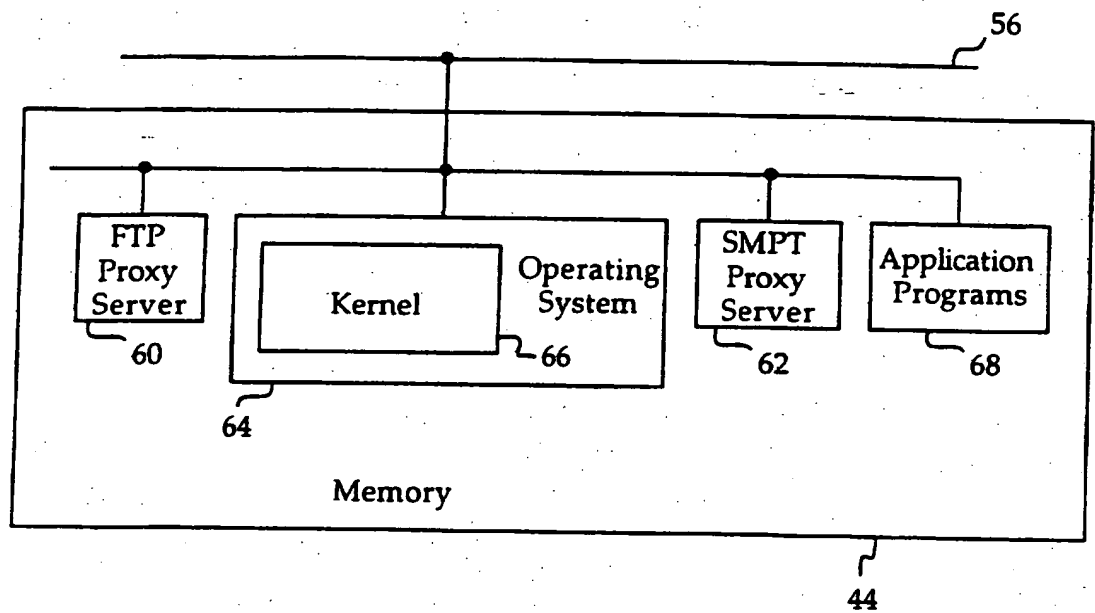 56
FTP
Proxy
Server
60
Kernel
66
Operating
System
64
SMPT
Proxy
Server
62
Application
Programs
68
Memory
44